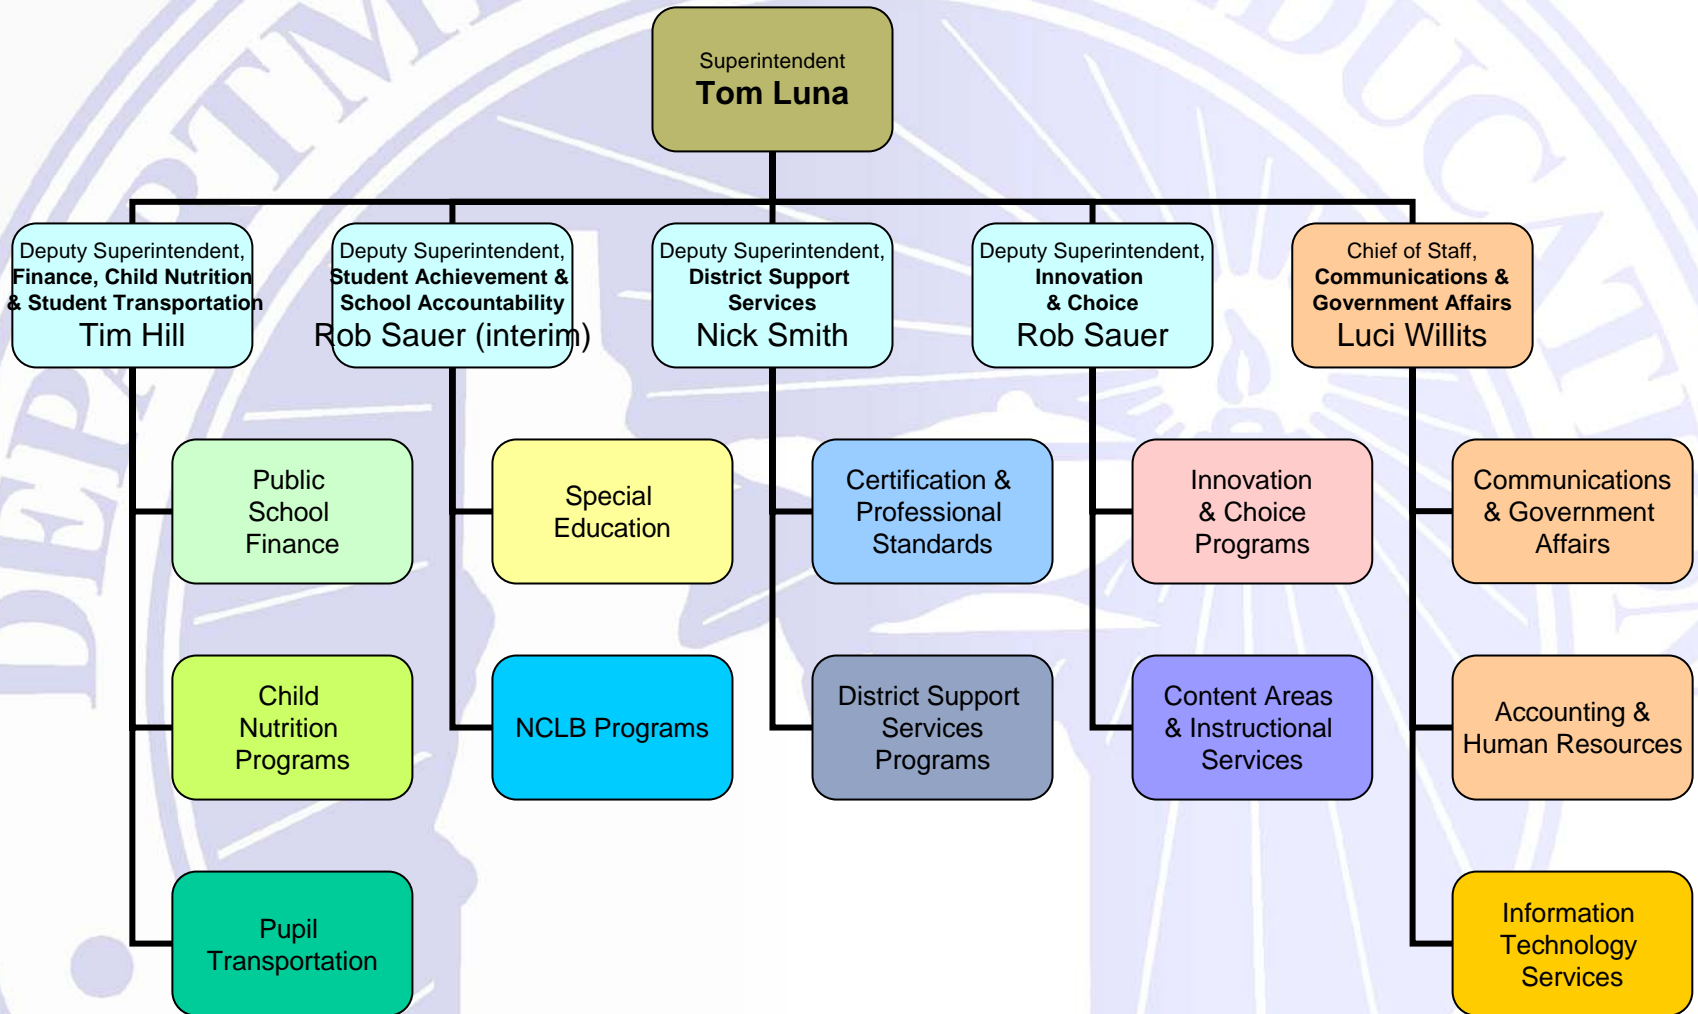 Superintendent
Tom Luna
Deputy Superintendent,
Finance, Child Nutrition
& Student Transportation
Tim Hill
Deputy Superintendent,
Student Achievement &
School Accountability
Rob Sauer (interim)
Deputy Superintendent,
District Support
Services
Nick Smith
Deputy Superintendent,
Innovation
& Choice
Rob Sauer
Chief of Staff,
Communications &
Government Affairs
Luci Willits
Public
School
Finance
Special
Education
Certification &
Professional
Standards
Innovation
& Choice
Programs
Communications
& Government
Affairs
Child
Nutrition
Programs
NCLB Programs
District Support
Services
Programs
Content Areas
& Instructional
Services
Accounting &
Human Resources
Pupil
Transportation
Information
Technology
Services